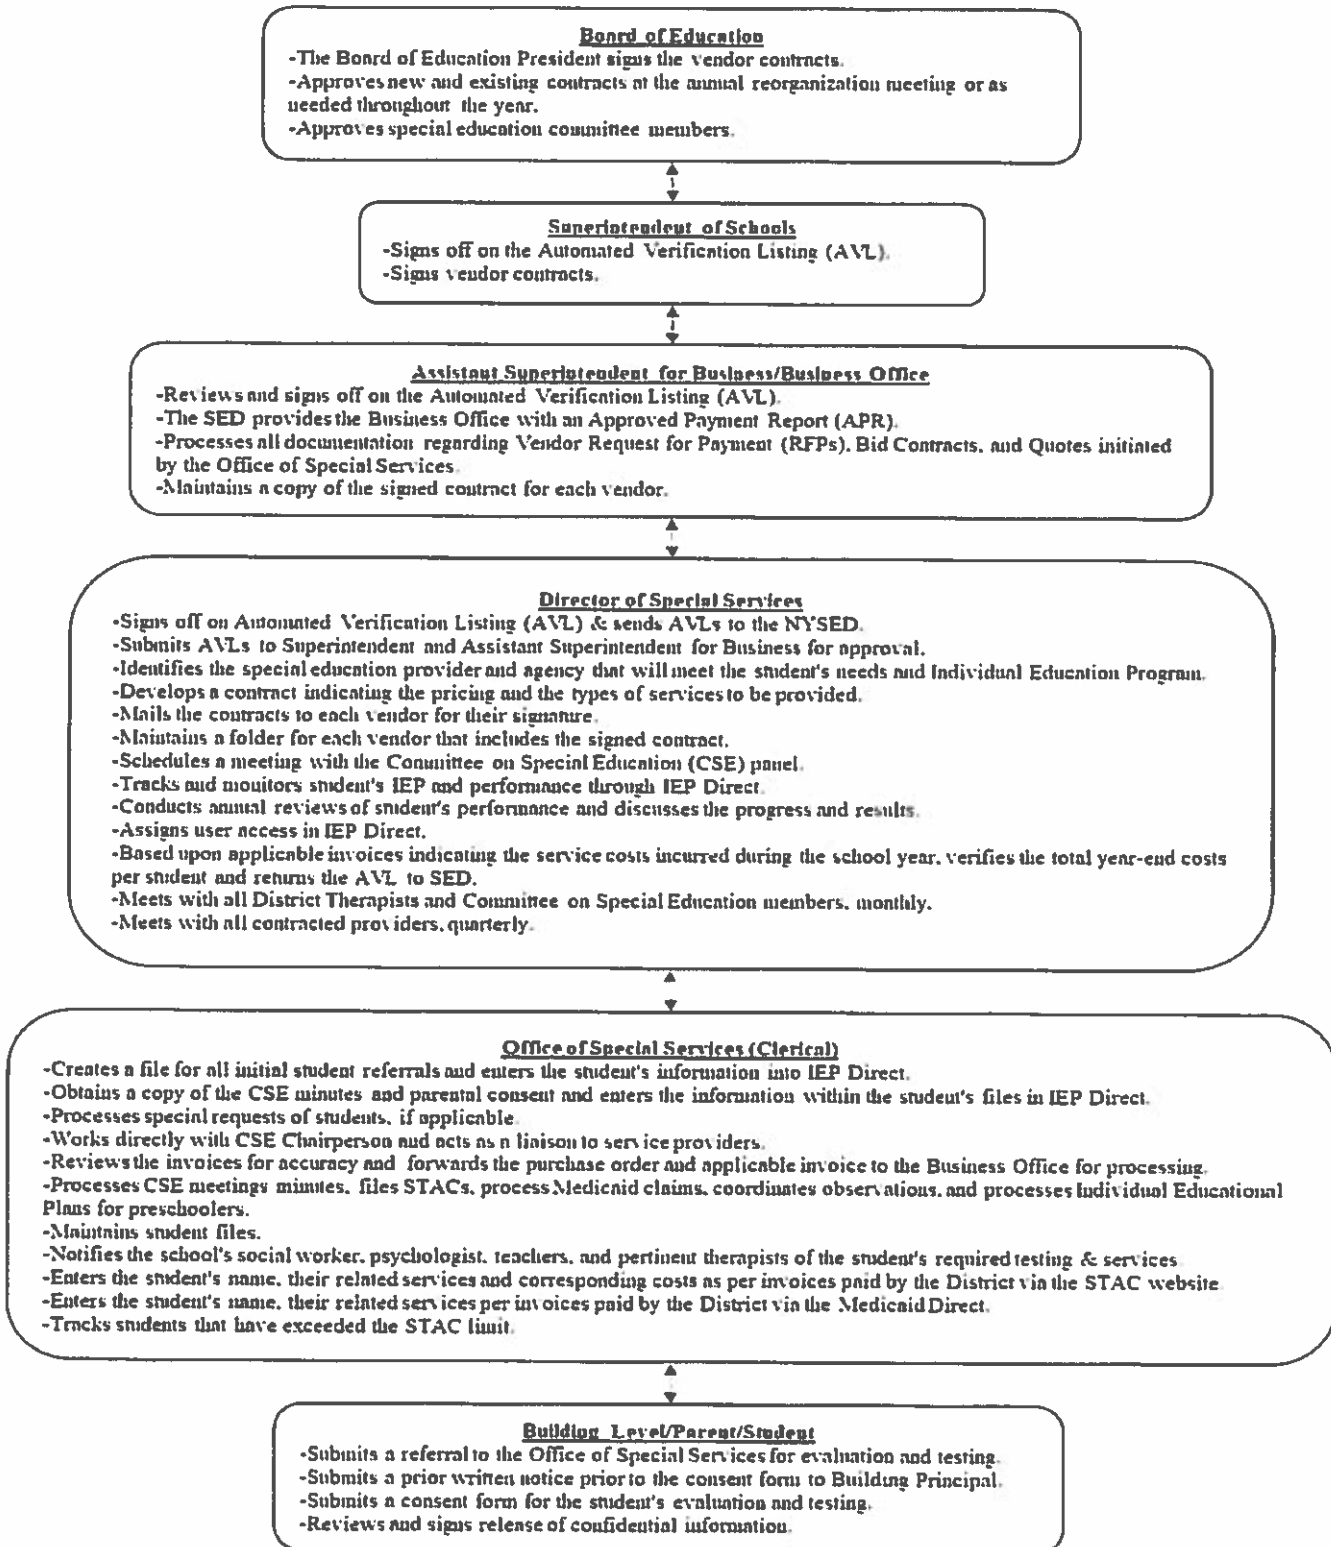 Board of Education
-The Board of Education President signs the vendor contracts.
-Approves new and existing contracts at the annual reorganization meeting or as
needed throughout the year.
-Approves special education committee members.
Superintendent of Schools
-Signs off on the Automated Verification Listing (AVL).
-Signs vendor contracts.
Assistant Superintendent for Business/Business Office
-Reviews and signs off on the Automated Verification Listing (AVL).
-The SED provides the Business Office with an Approved Payment Report (APR).
-Processes all documentation regarding Vendor Request for Payment (RFPs), Bid Contracts, and Quotes initiated
by the Office of Special Services.
-Maintains a copy of the signed contract for each vendor.
Director of Special Services
-Signs off on Automated Verification Listing (AVL) & sends AVLs to the NYSED.
-Submits AVLs to Superintendent and Assistant Superintendent for Business for approval.
-Identifies the special education provider and agency that will meet the student's needs and Individual Education Program.
-Develops a contract indicating the pricing and the types of services to be provided.
-Mails the contracts to each vendor for their signature.
-Maintains a folder for each vendor that includes the signed contract.
-Schedules a meeting with the Committee on Special Education (CSE) panel.
-Tracks and monitors student's IEP and performance through IEP Direct.
-Conducts annual reviews of student's performance and discusses the progress and results.
-Assigns user access in IEP Direct.
-Based upon applicable invoices indicating the service costs incurred during the school year, verifies the total year-end costs
per student and returns the AVL to SED.
-Meets with all District Therapists and Committee on Special Education members, monthly.
-Meets with all contracted providers, quarterly.
Office of Special Services (Clerical)
-Creates a file for all initial student referrals and enters the student's information into IEP Direct.
-Obtains a copy of the CSE minutes and parental consent and enters the information within the student's files in IEP Direct.
-Processes special requests of students, if applicable.
-Works directly with CSE Chairperson and acts as a liaison to service providers.
-Reviews the invoices for accuracy and forwards the purchase order and applicable invoice to the Business Office for processing.
-Processes CSE meetings minutes, files STACs, process Medicaid claims, coordinates observations, and processes Individual Educational
Plans for preschoolers.
-Maintains student files.
-Notifies the school's social worker, psychologist, teachers, and pertinent therapists of the student's required testing & services
-Enters the student's name, their related services and corresponding costs as per invoices paid by the District via the STAC website.
-Enters the student's name, their related services per invoices paid by the District via the Medicaid Direct.
-Tracks students that have exceeded the STAC limit.
Building Level/Parent/Student
-Submits a referral to the Office of Special Services for evaluation and testing.
-Submits a prior written notice prior to the consent form to Building Principal.
-Submits a consent form for the student's evaluation and testing.
-Reviews and signs release of confidential information.